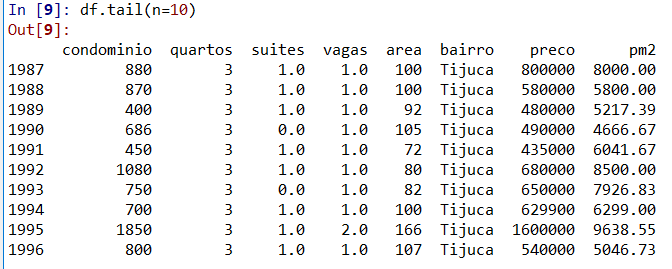 In [9]: df.tail(n=10)
Out[9]:
condominio quartos suites vagas area bairro preco pm2
1987 880 3 1.0 1.0 100 Tijuca 800000 8000.00
1988 870 3 1.0 1.0 100 Tijuca 580000 5800.00
1989 400 3 1.0 1.0 92 Tijuca 480000 5217.39
1990 686 3 0.0 1.0 105 Tijuca 490000 4666.67
1991 450 3 1.0 1.0 72 Tijuca 435000 6041.67
1992 1080 3 1.0 1.0 80 Tijuca 680000 8500.00
1993 750 3 0.0 1.0 82 Tijuca 650000 7926.83
1994 700 3 1.0 1.0 100 Tijuca 629900 6299.00
1995 1850 3 1.0 2.0 166 Tijuca 1600000 9638.55
1996 800 3 1.0 1.0 107 Tijuca 540000 5046.73